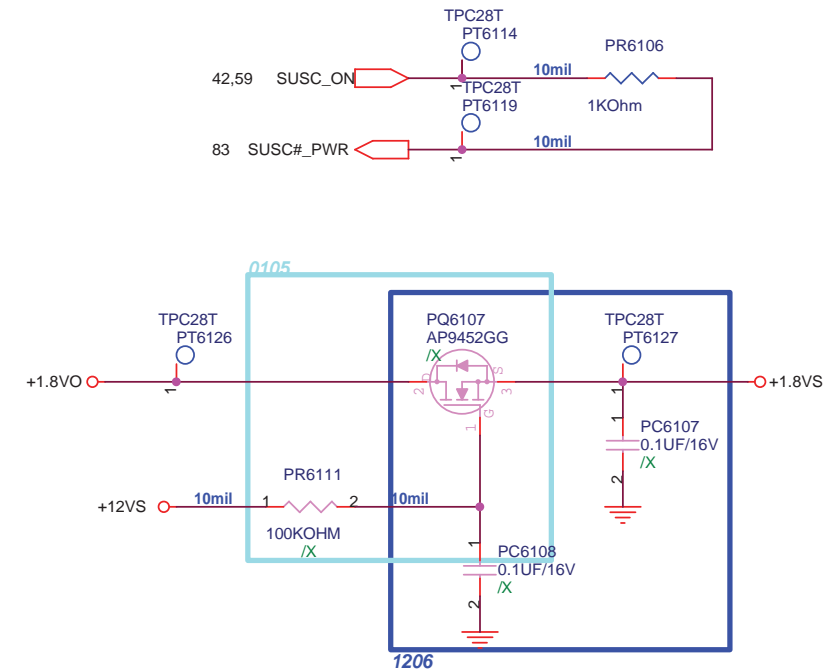 TPC28T
PT6114
PR6106
42,59 SUSC_ON
10mil
1
TPC28T
PT6119
1KOhm
83 SUSC#_PWR
10mil
1
0105
TPC28T
PT6126
PQ6107
AP9452GG
/X
TPC28T
PT6127
+1.8VO
1
2
D
S
3
G
1
1
+1.8VS
1
PC6107
0.1UF/16V
/X
2
PR6111
+12VS
10mil
1
2
10mil
100KOHM
/X
1
PC6108
0.1UF/16V
/X
2
1206